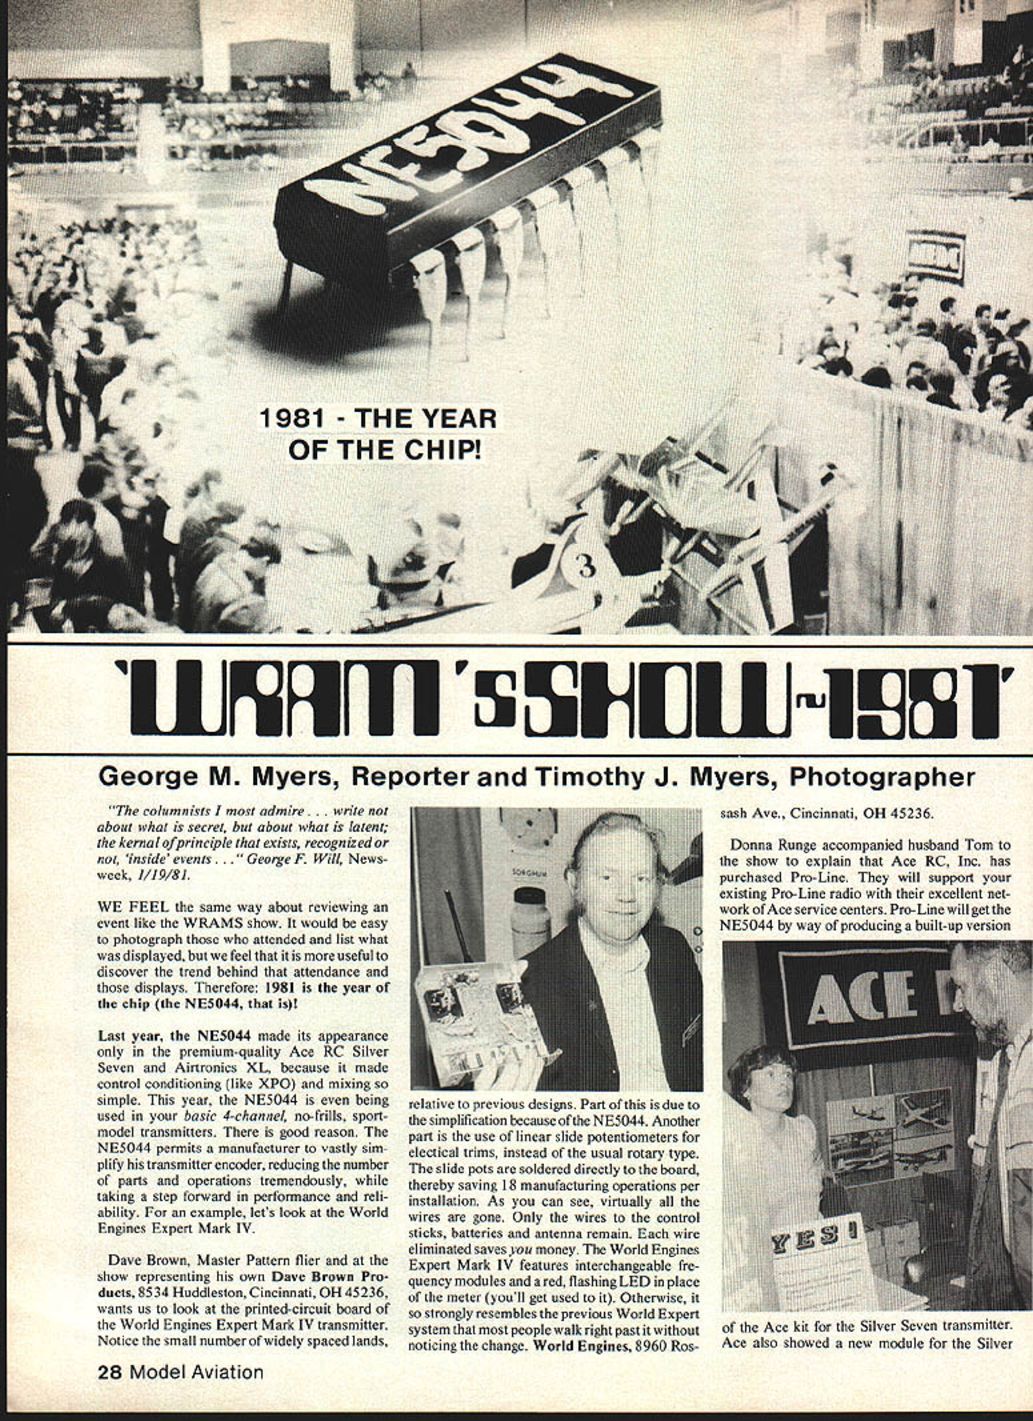 NE5044
1981 - THE YEAR
OF THE CHIP!
3
'WRAM'sSHOW~1981'
George M. Myers, Reporter and Timothy J. Myers, Photographer
"The columnists I most admire . . . write not
about what is secret, but about what is latent;
the kernal of principle that exists, recognized or
not, 'inside' events . . ." George F. Will, News-
week, 1/19/81.
WE FEEL the same way about reviewing an
event like the WRAMS show. It would be easy
to photograph those who attended and list what
was displayed, but we feel that it is more useful to
discover the trend behind that attendance and
those displays. Therefore: 1981 is the year of
the chip (the NE5044, that is)!
Last year, the NE5044 made its appearance
only in the premium-quality Ace RC Silver
Seven and Airtronics XL, because it made
control conditioning (like XPO) and mixing so
simple. This year, the NE5044 is even being
used in your basic 4-channel, no-frills, sport-
model transmitters. There is good reason. The
NE5044 permits a manufacturer to vastly sim-
plify his transmitter encoder, reducing the number
of parts and operations tremendously, while
taking a step forward in performance and reli-
ability. For an example, let's look at the World
Engines Expert Mark IV.
Dave Brown, Master Pattern flier and at the
show representing his own Dave Brown Pro-
ducts, 8534 Huddleston, Cincinnati, OH 45236,
wants us to look at the printed-circuit board of
the World Engines Expert Mark IV transmitter.
Notice the small number of widely spaced lands,
SORGHUM
relative to previous designs. Part of this is due to
the simplification because of the NE5044. Another
part is the use of linear slide potentiometers for
electical trims, instead of the usual rotary type.
The slide pots are soldered directly to the board,
thereby saving 18 manufacturing operations per
installation. As you can see, virtually all the
wires are gone. Only the wires to the control
sticks, batteries and antenna remain. Each wire
eliminated saves you money. The World Engines
Expert Mark IV features interchangeable fre-
quency modules and a red, flashing LED in place
of the meter (you'll get used to it). Otherwise, it
so strongly resembles the previous World Expert
system that most people walk right past it without
noticing the change. World Engines, 8960 Ros-
sash Ave., Cincinnati, OH 45236.
Donna Runge accompanied husband Tom to
the show to explain that Ace RC, Inc. has
purchased Pro-Line. They will support your
existing Pro-Line radio with their excellent net-
work of Ace service centers. Pro-Line will get the
NE5044 by way of producing a built-up version
ACE
YES!
of the Ace kit for the Silver Seven transmitter.
Ace also showed a new module for the Silver
28 Model Aviation